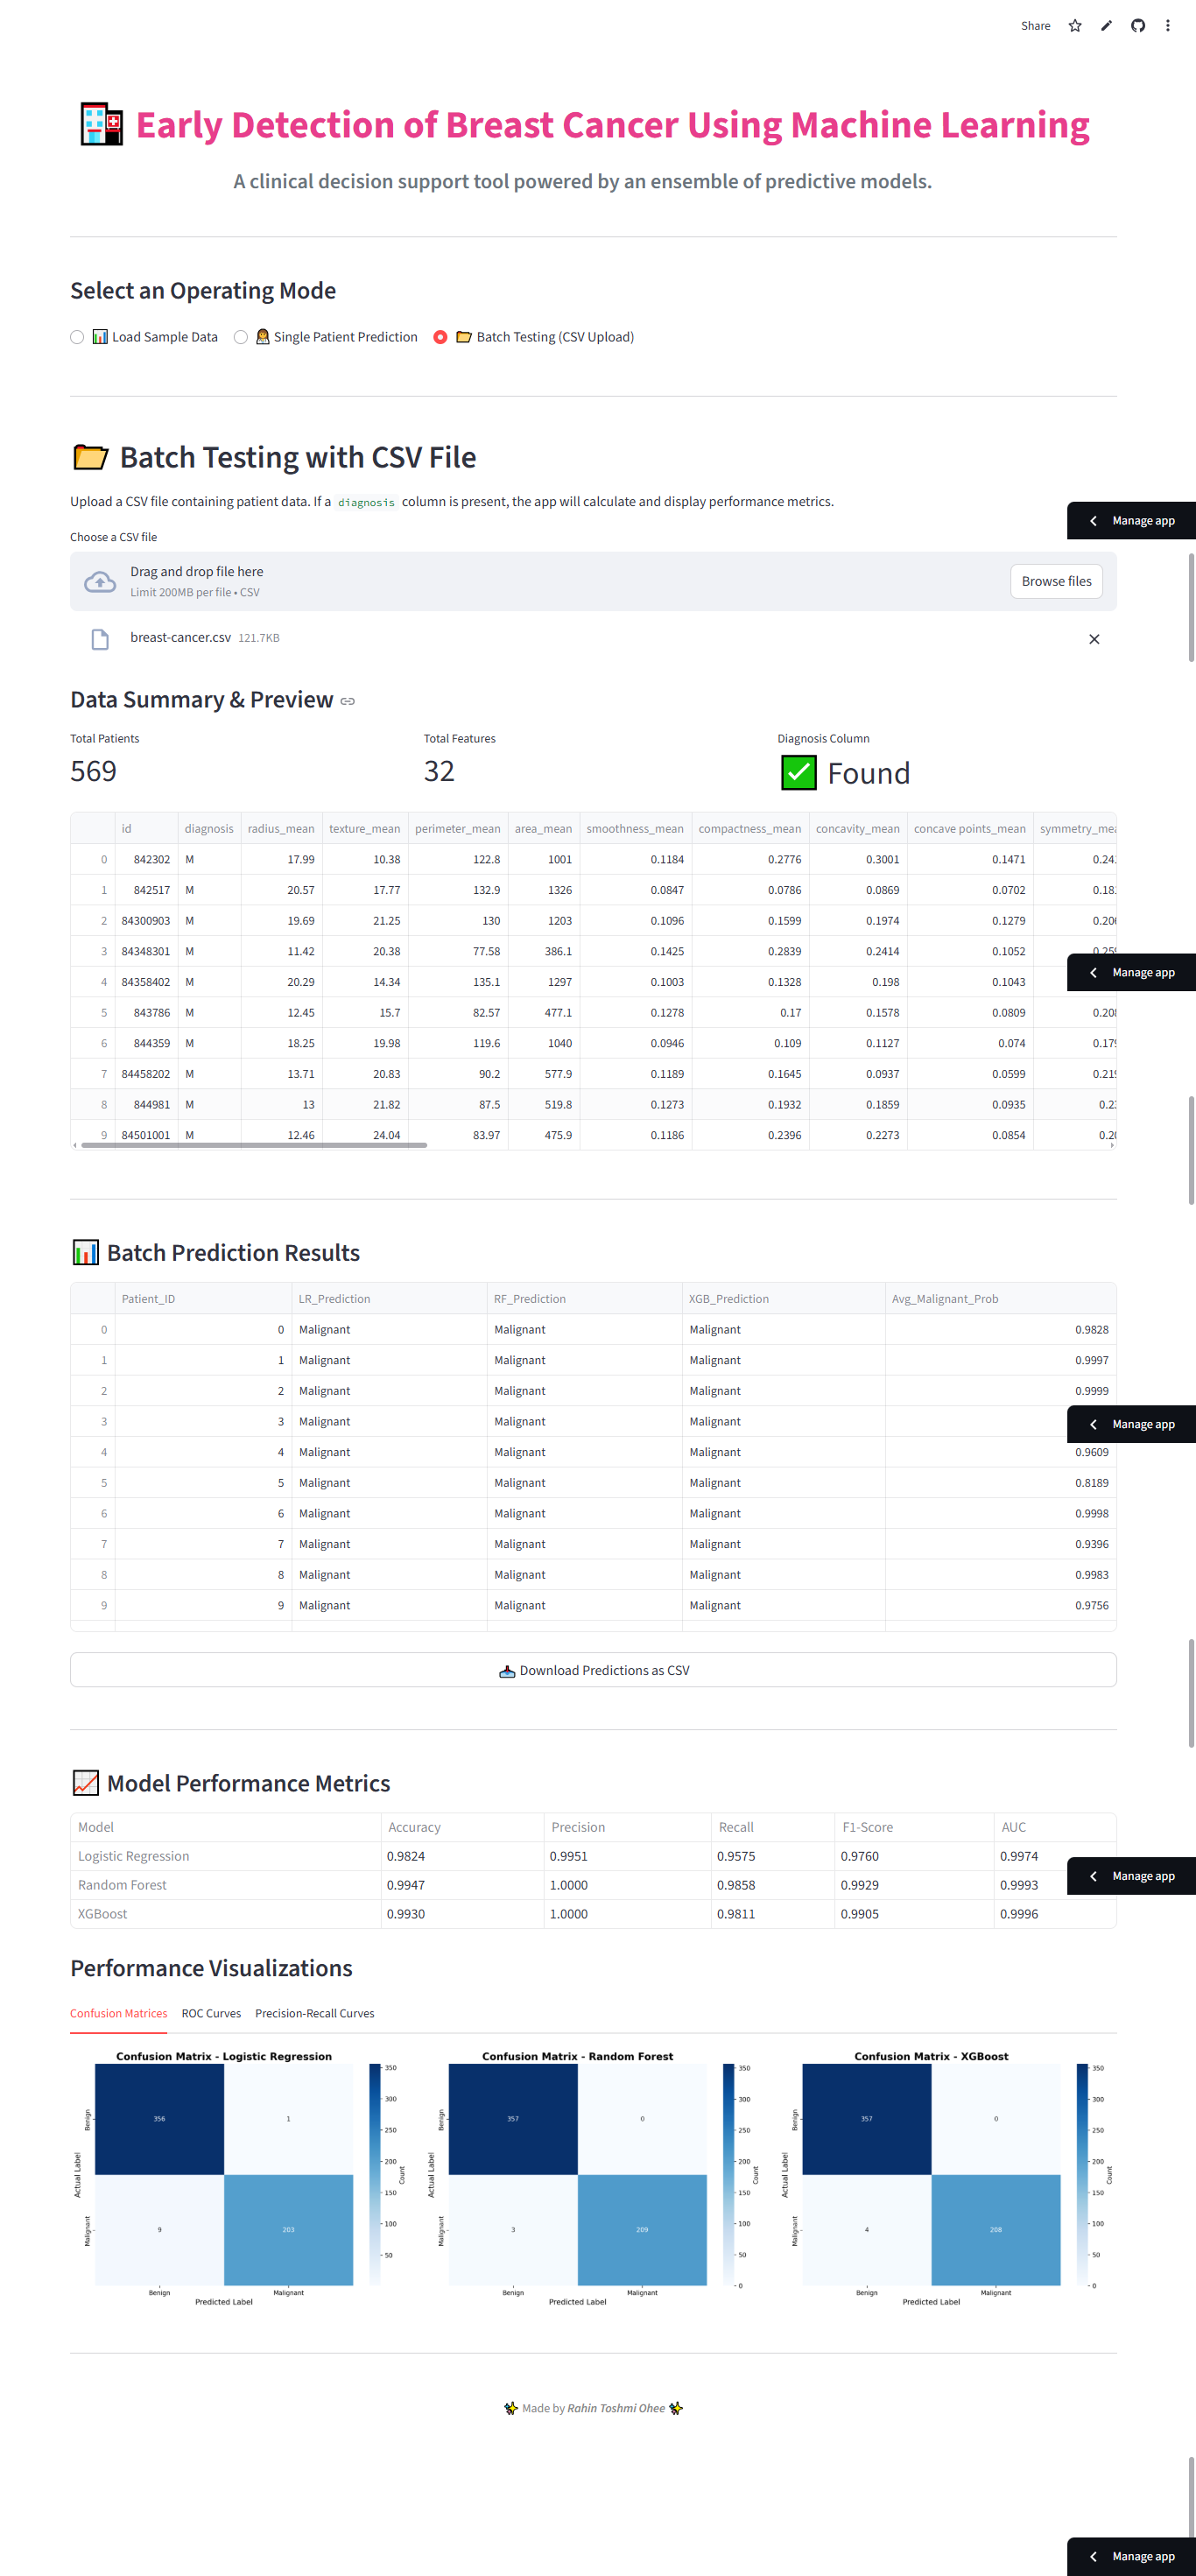 Share
Early Detection of Breast Cancer Using Machine Learning
A clinical decision support tool powered by an ensemble of predictive models.
Select an Operating Mode
Load Sample Data Single Patient Prediction Batch Testing (CSV Upload)
Batch Testing with CSV File
Upload a CSV file containing patient data. If a diagnosis column is present, the app will calculate and display performance metrics.
Manage app
Choose a CSV file
Drag and drop file here
Limit 200MB per file • CSV
Browse files
breast-cancer.csv 121.7KB
Data Summary & Preview
Total Patients Total Features Diagnosis Column
569 32 Found
id diagnosis radius_mean texture_mean perimeter_mean area_mean smoothness_mean compactness_mean concavity_mean concave points_mean symmetry_mea
0 842302 M 17.99 10.38 122.8 1001 0.1184 0.2776 0.3001 0.1471 0.24
1 842517 M 20.57 17.77 132.9 1326 0.0847 0.0786 0.0869 0.0702 0.18
2 84300903 M 19.69 21.25 130 1203 0.1096 0.1599 0.1974 0.1279 0.20
3 84348301 M 11.42 20.38 77.58 386.1 0.1425 0.2839 0.2414 0.1052 0.25
Manage app
4 84358402 M 20.29 14.34 135.1 1297 0.1003 0.1328 0.198 0.1043
5 843786 M 12.45 15.7 82.57 477.1 0.1278 0.17 0.1578 0.0809 0.20
6 844359 M 18.25 19.98 119.6 1040 0.0946 0.109 0.1127 0.074 0.17
7 84458202 M 13.71 20.83 90.2 577.9 0.1189 0.1645 0.0937 0.0599 0.21
8 844981 M 13 21.82 87.5 519.8 0.1273 0.1932 0.1859 0.0935 0.2
9 84501001 M 12.46 24.04 83.97 475.9 0.1186 0.2396 0.2273 0.0854 0.2
Batch Prediction Results
Patient_ID LR_Prediction RF_Prediction XGB_Prediction Avg_Malignant_Prob
0 0 Malignant Malignant Malignant 0.9828
1 1 Malignant Malignant Malignant 0.9997
2 2 Malignant Malignant Malignant 0.9999
3 3 Malignant Malignant Malignant
Manage app
4 4 Malignant Malignant Malignant 0.9609
5 5 Malignant Malignant Malignant 0.8189
6 6 Malignant Malignant Malignant 0.9998
7 7 Malignant Malignant Malignant 0.9396
8 8 Malignant Malignant Malignant 0.9983
9 9 Malignant Malignant Malignant 0.9756
Download Predictions as CSV
Model Performance Metrics
Model Accuracy Precision Recall F1-Score AUC
Logistic Regression 0.9824 0.9951 0.9575 0.9760 0.9974
Manage app
Random Forest 0.9947 1.0000 0.9858 0.9929 0.9993
XGBoost 0.9930 1.0000 0.9811 0.9905 0.9996
Performance Visualizations
Confusion Matrices ROC Curves Precision-Recall Curves
Confusion Matrix - Logistic Regression
Actual Label
Benign
Malignant
356 1
9 203
Benign Malignant
Predicted Label
350
300
250
200
150
100
50
Count
Confusion Matrix - Random Forest
Actual Label
Benign
Malignant
357 0
3 209
Benign Malignant
Predicted Label
350
300
250
200
150
100
50
0
Count
Confusion Matrix - XGBoost
Actual Label
Benign
Malignant
357 0
4 208
Benign Malignant
Predicted Label
350
300
250
200
150
100
50
0
Count
Made by Rahin Toshmi Ohee
Manage app